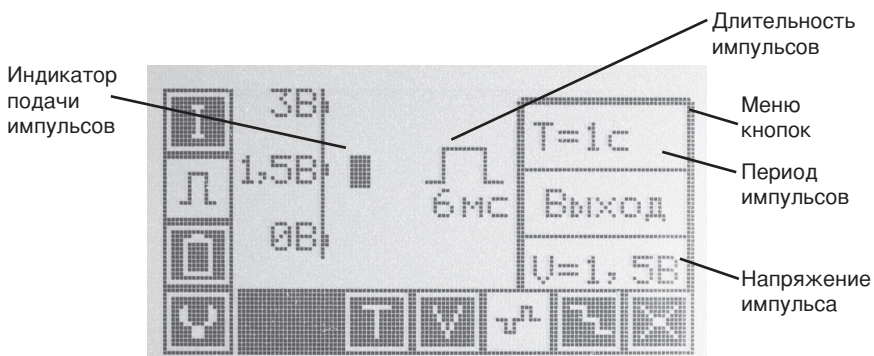 Длительность
импульсов
Индикатор
подачи
импульсов
3В
1,5В
0В
6мс
T=1с
Выход
V=1,5В
Меню
кнопок
Период
импульсов
Напряжение
импульса
I
T
V